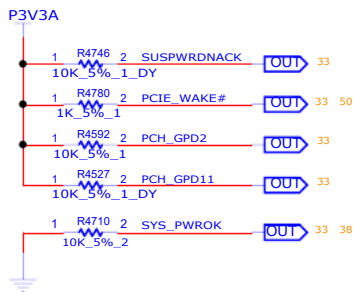 P3V3A
R4746
1 2 SUSPWRDNACK OUT 33
10K_5%_1_DY
R4780
1 2 PCIE_WAKE# OUT 33 50
1K_5%_1
R4592
1 2 PCH_GPD2 OUT 33
10K_5%_1
R4527
1 2 PCH_GPD11 OUT 33
10K_5%_1_DY
R4710
1 2 SYS_PWROK OUT 33 38
10K_5%_2